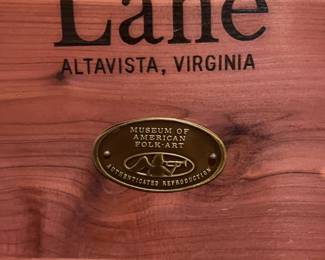 Lane
ALTAVISTA, VIRGINIA
MUSEUM OF
AMERICAN
FOLK-ART
AUTHENTICATED REPRODUCTION